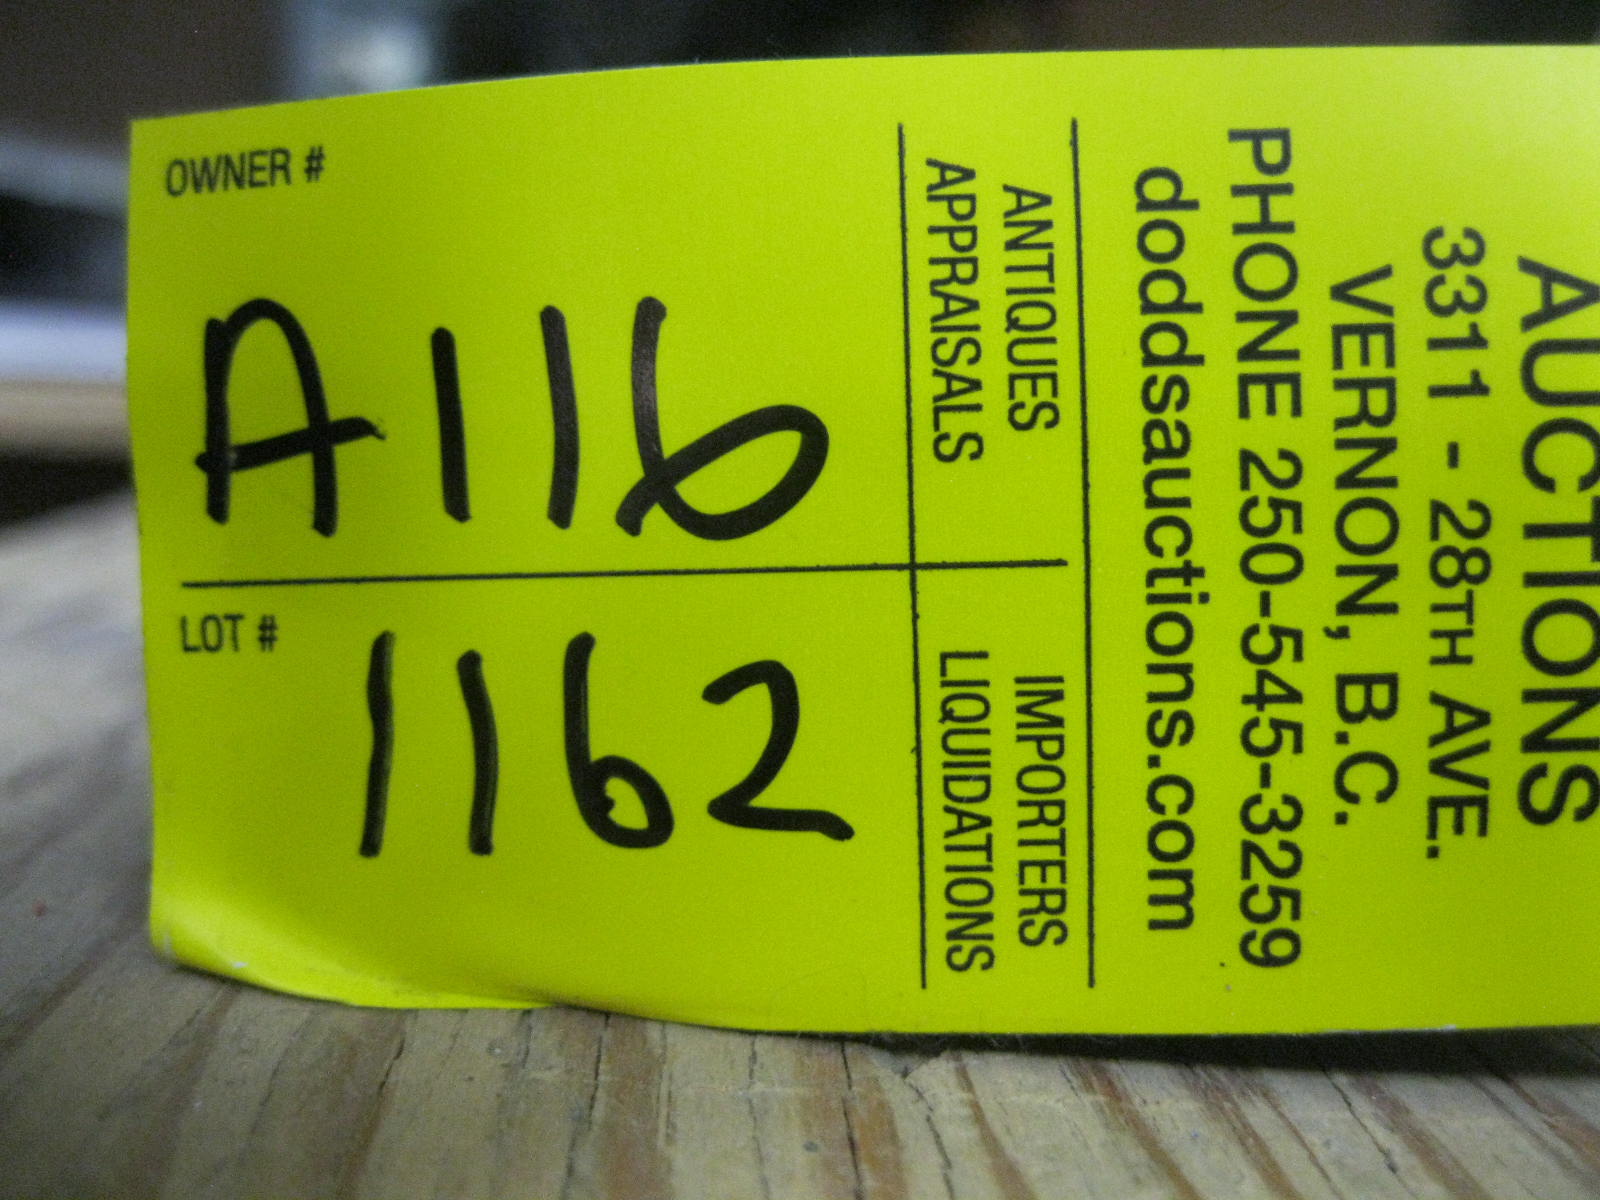 OWNER #
A116
LOT #
1162
AUCTIONS
3311 - 28TH AVE.
VERNON, B.C.
PHONE 250-545-3259
doddsauctions.com
ANTIQUES
APPRAISALS
IMPORTERS
LIQUIDATIONS